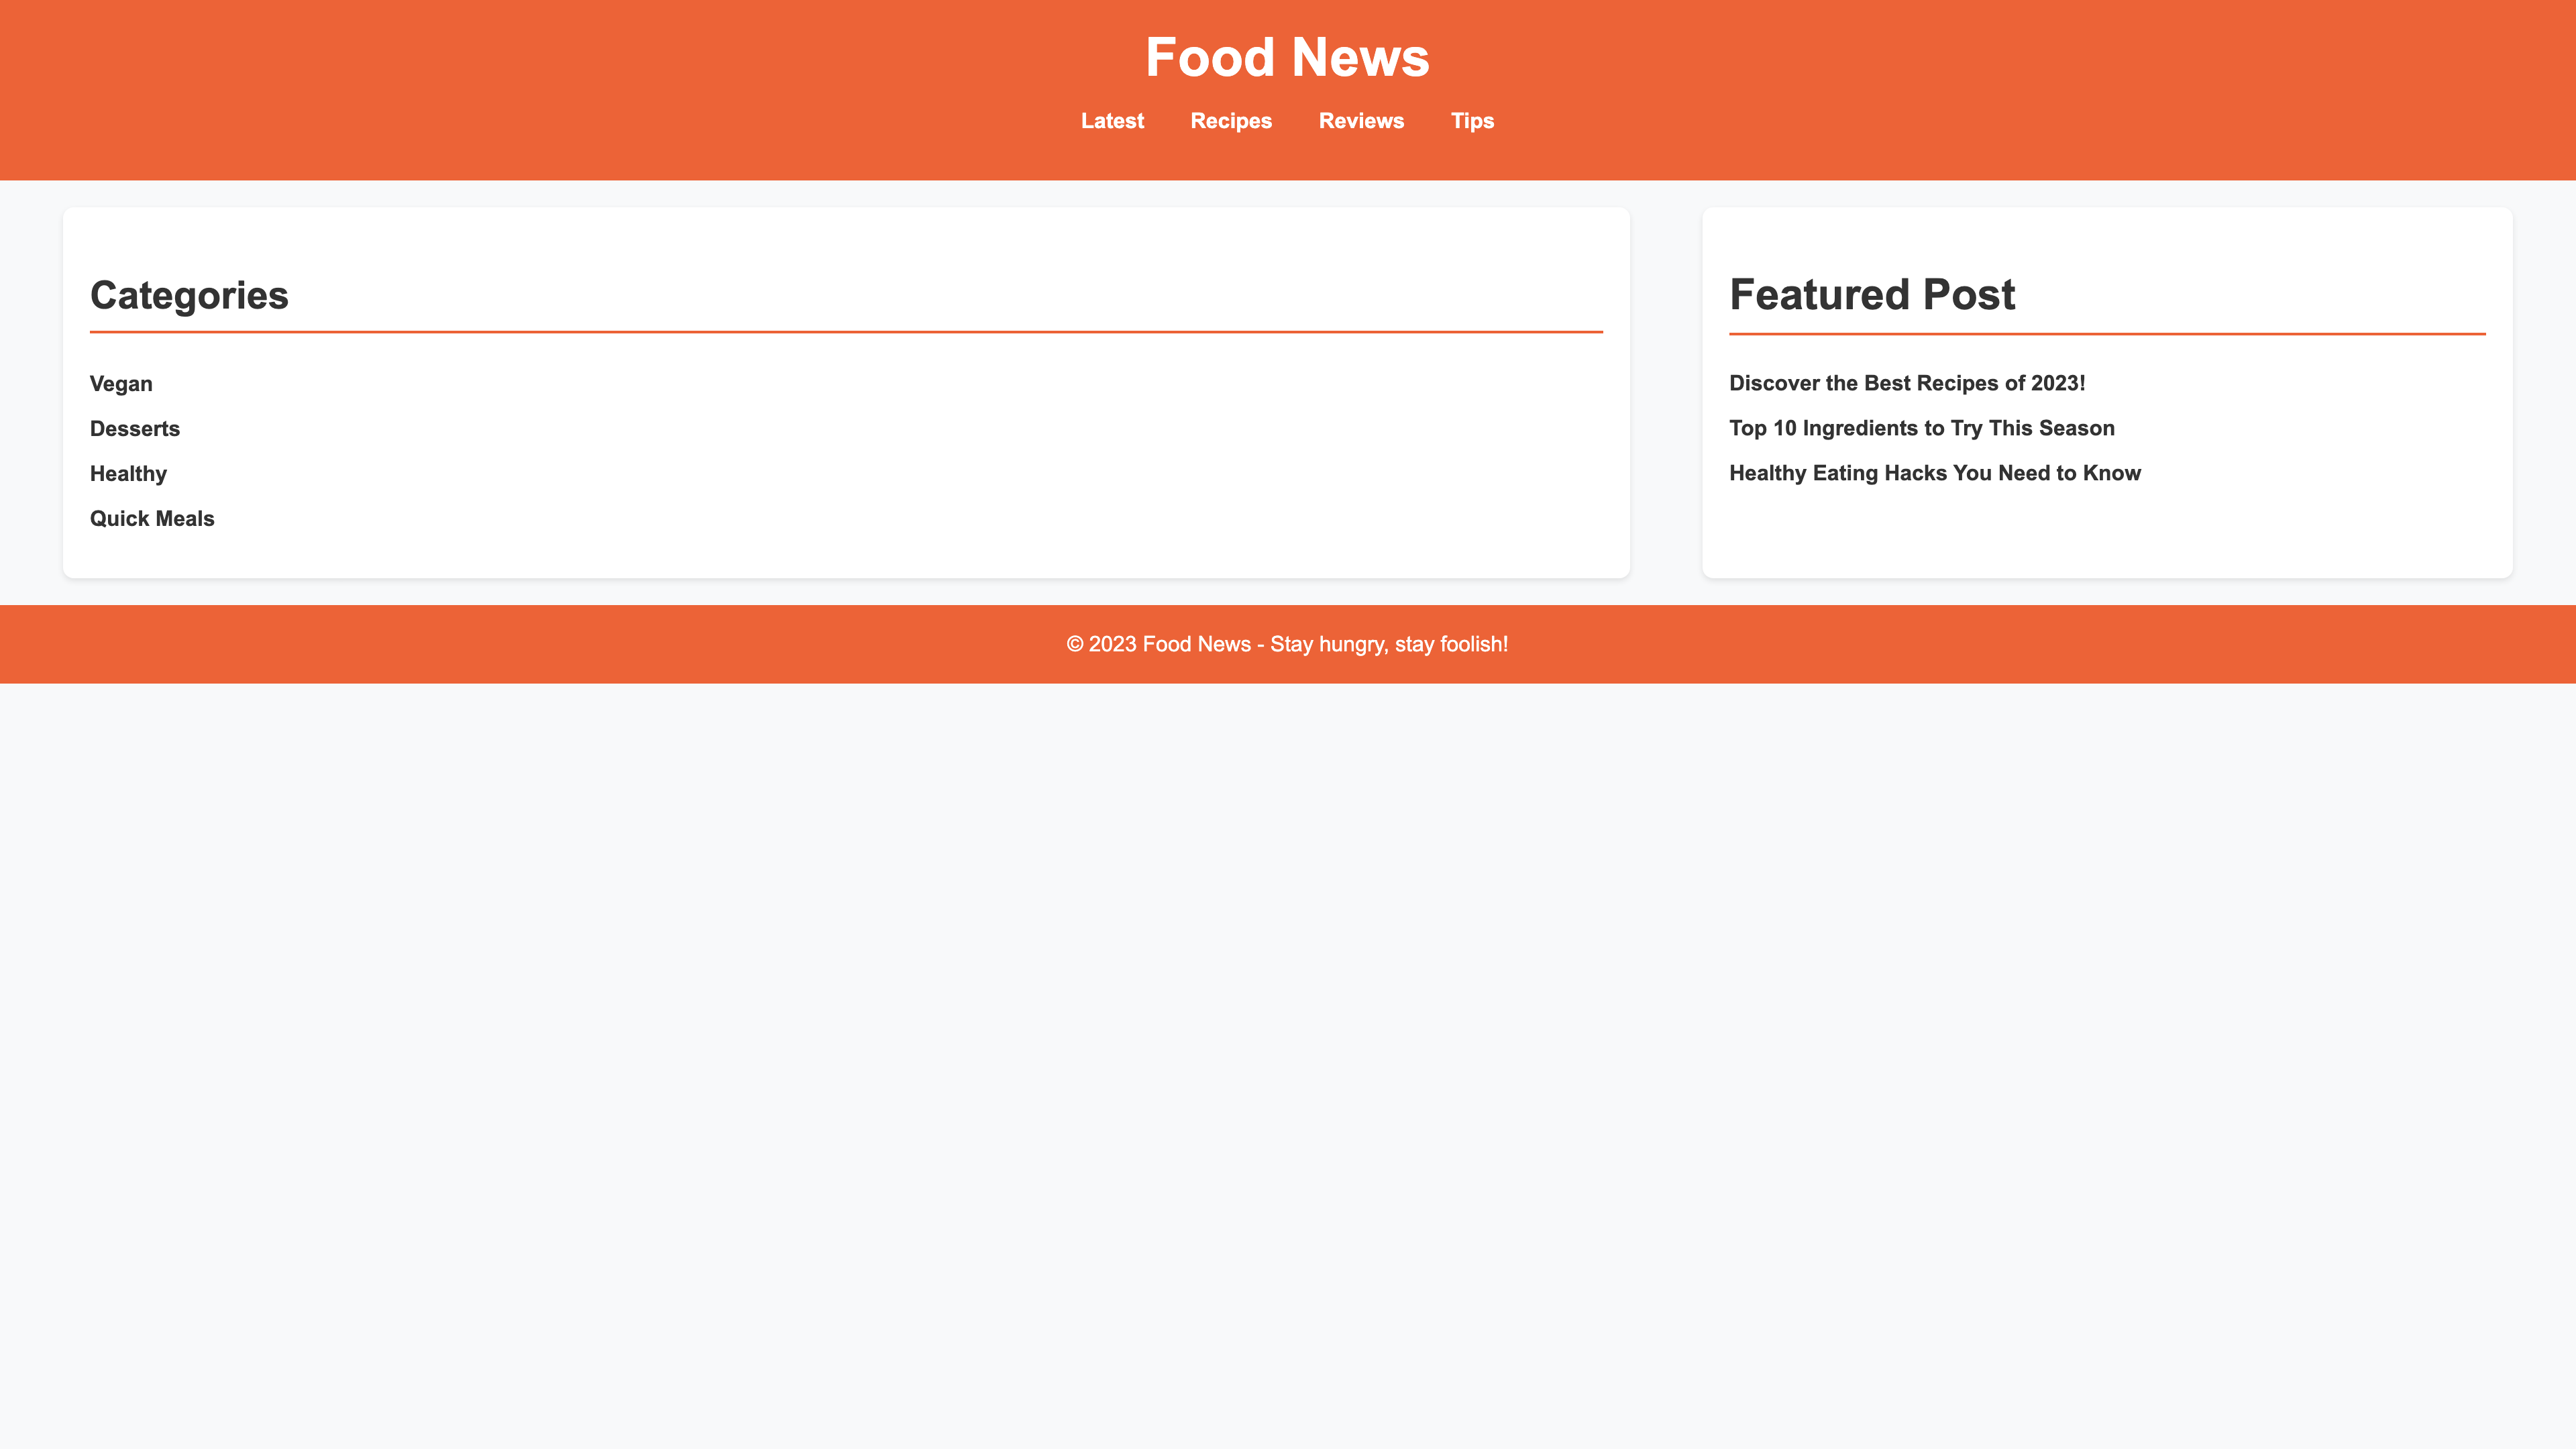 Food News
Latest Recipes Reviews Tips
Categories
Vegan
Desserts
Healthy
Quick Meals
Featured Post
Discover the Best Recipes of 2023!
Top 10 Ingredients to Try This Season
Healthy Eating Hacks You Need to Know
© 2023 Food News - Stay hungry, stay foolish!